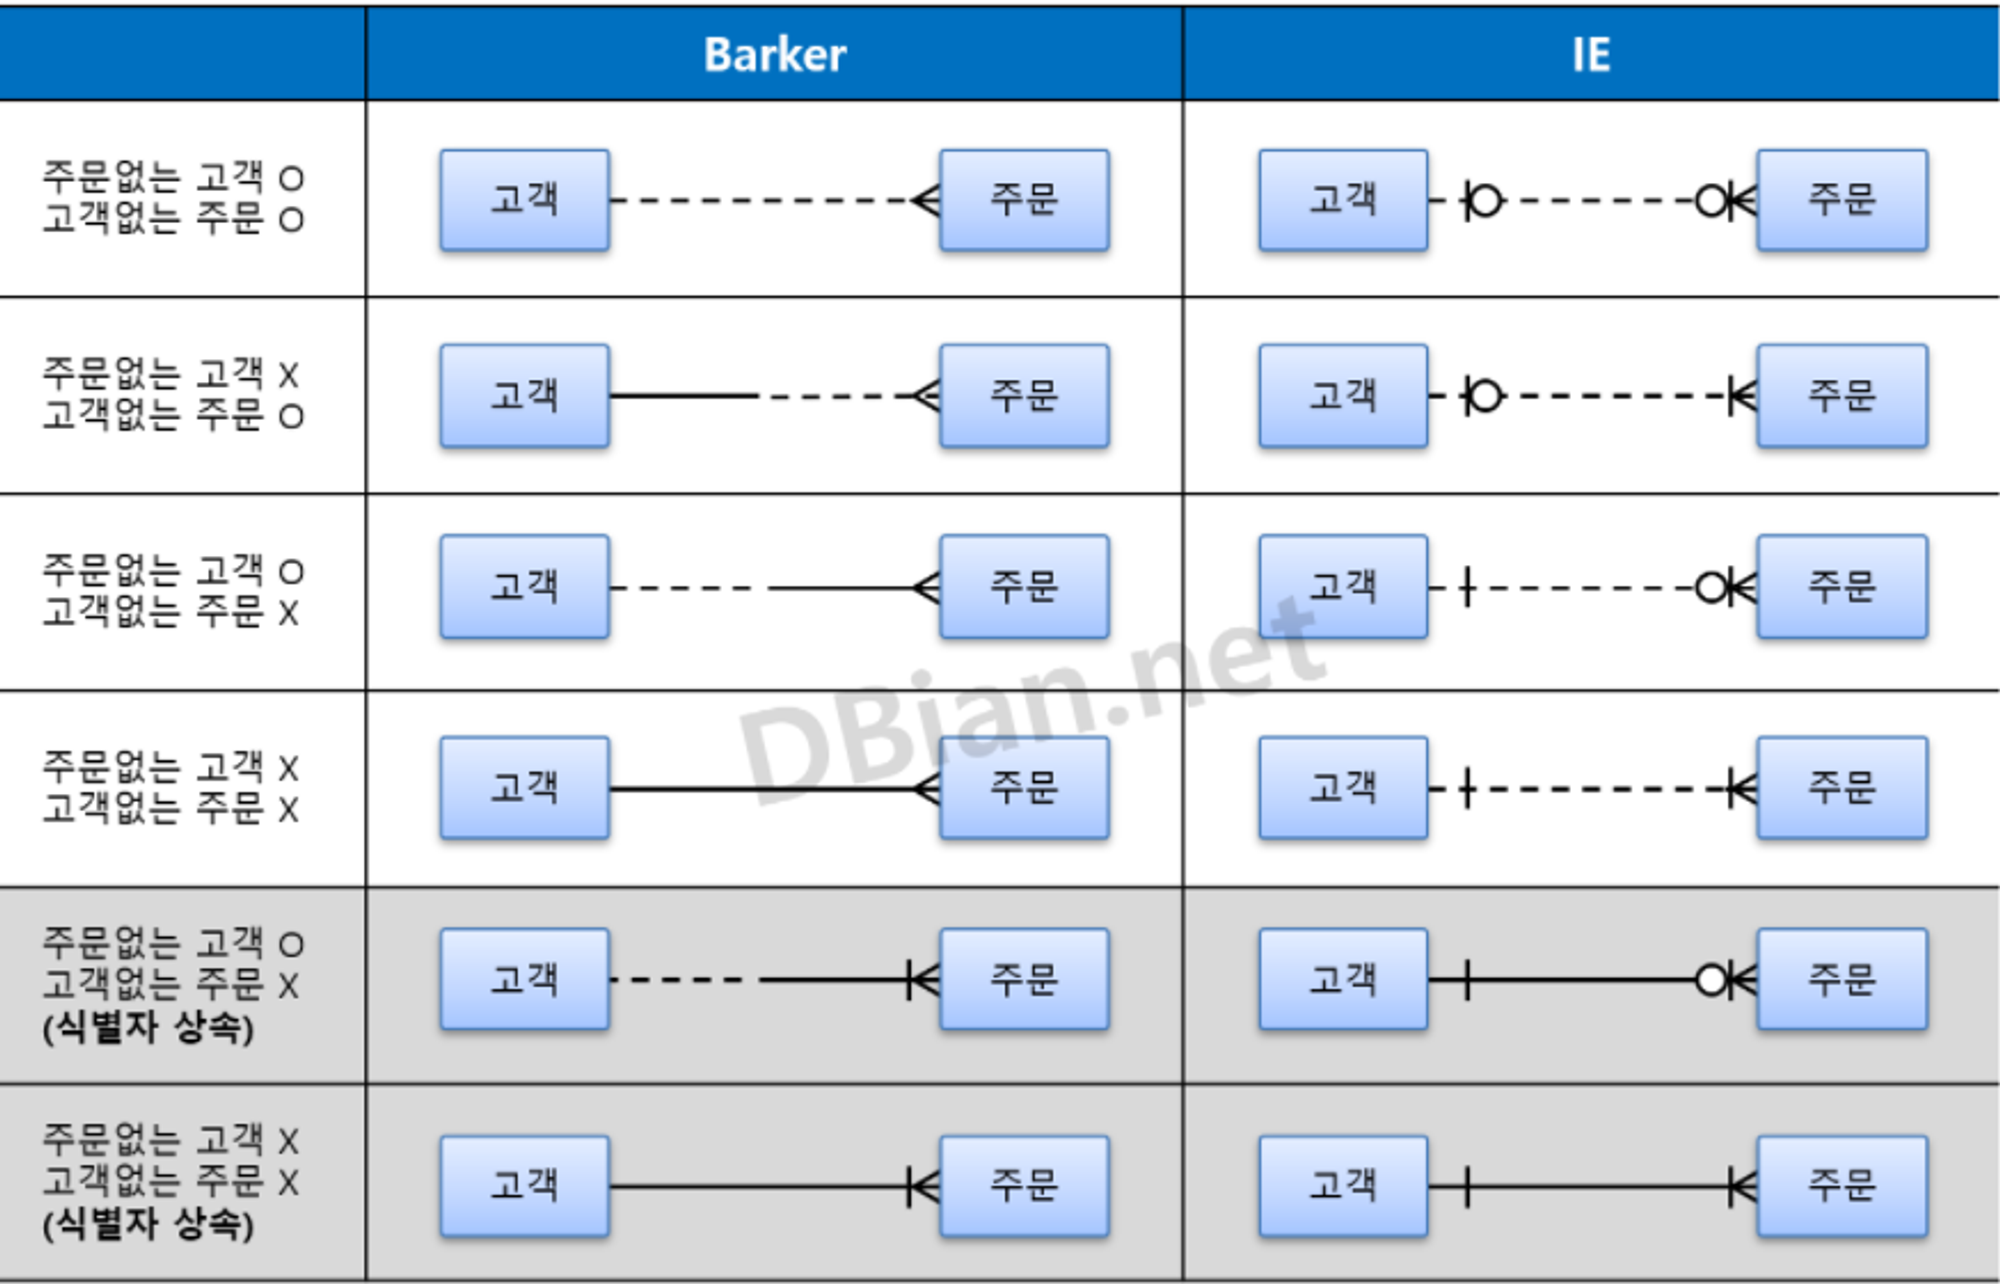 Barker
IE
주문없는 고객 O
고객없는 주문 O
고객
주문
고객
주문
주문없는 고객 X
고객없는 주문 O
고객
주문
고객
주문
주문없는 고객 O
고객없는 주문 X
고객
주문
고객
주문
DBian.net
주문없는 고객 X
고객없는 주문 X
고객
주문
고객
주문
주문없는 고객 O
고객없는 주문 X
(식별자 상속)
고객
주문
고객
주문
주문없는 고객 X
고객없는 주문 X
(식별자 상속)
고객
주문
고객
주문